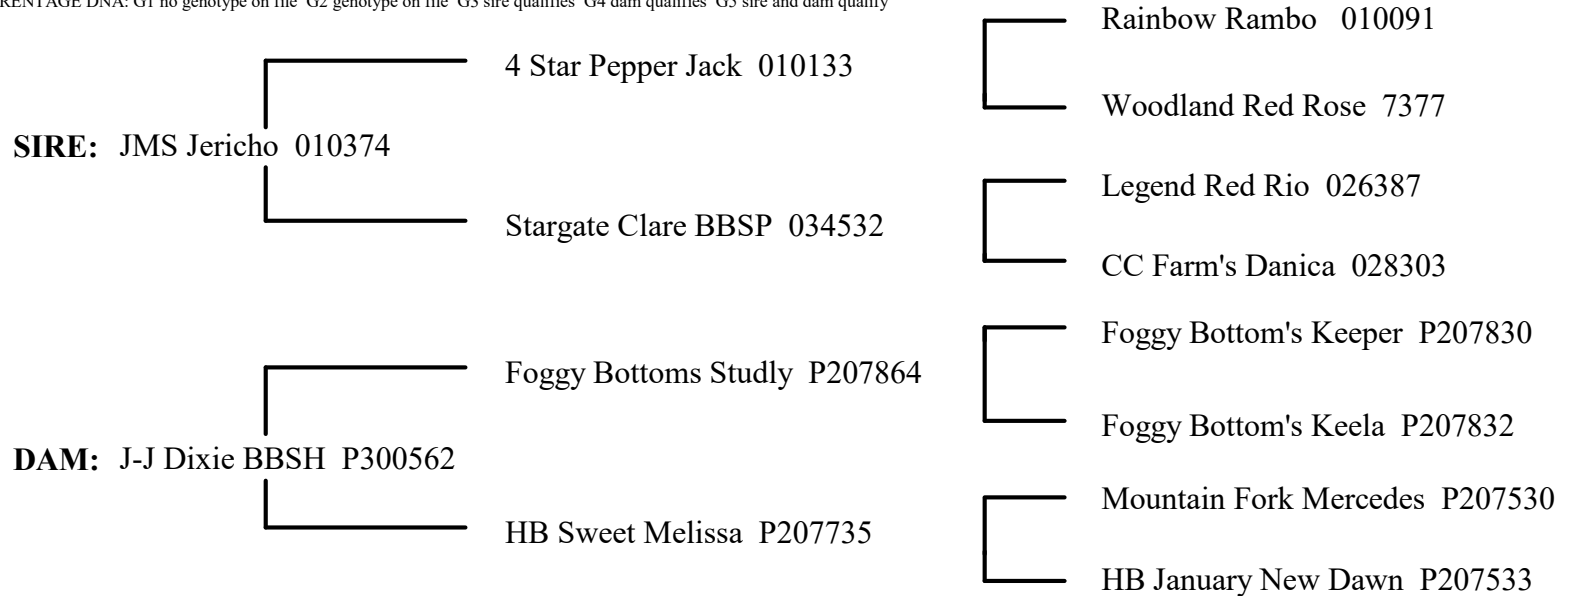 RENTAGE DNA: G1 no genotype on file G2 genotype on file G3 sire qualifies G4 dam qualifies G5 sire and dam qualify
Rainbow Rambo 010091
4 Star Pepper Jack 010133
Woodland Red Rose 7377
SIRE: JMS Jericho 010374
Legend Red Rio 026387
Stargate Clare BBSP 034532
CC Farm's Danica 028303
Foggy Bottom's Keeper P207830
Foggy Bottoms Studly P207864
Foggy Bottom's Keela P207832
DAM: J-J Dixie BBSH P300562
Mountain Fork Mercedes P207530
HB Sweet Melissa P207735
HB January New Dawn P207533